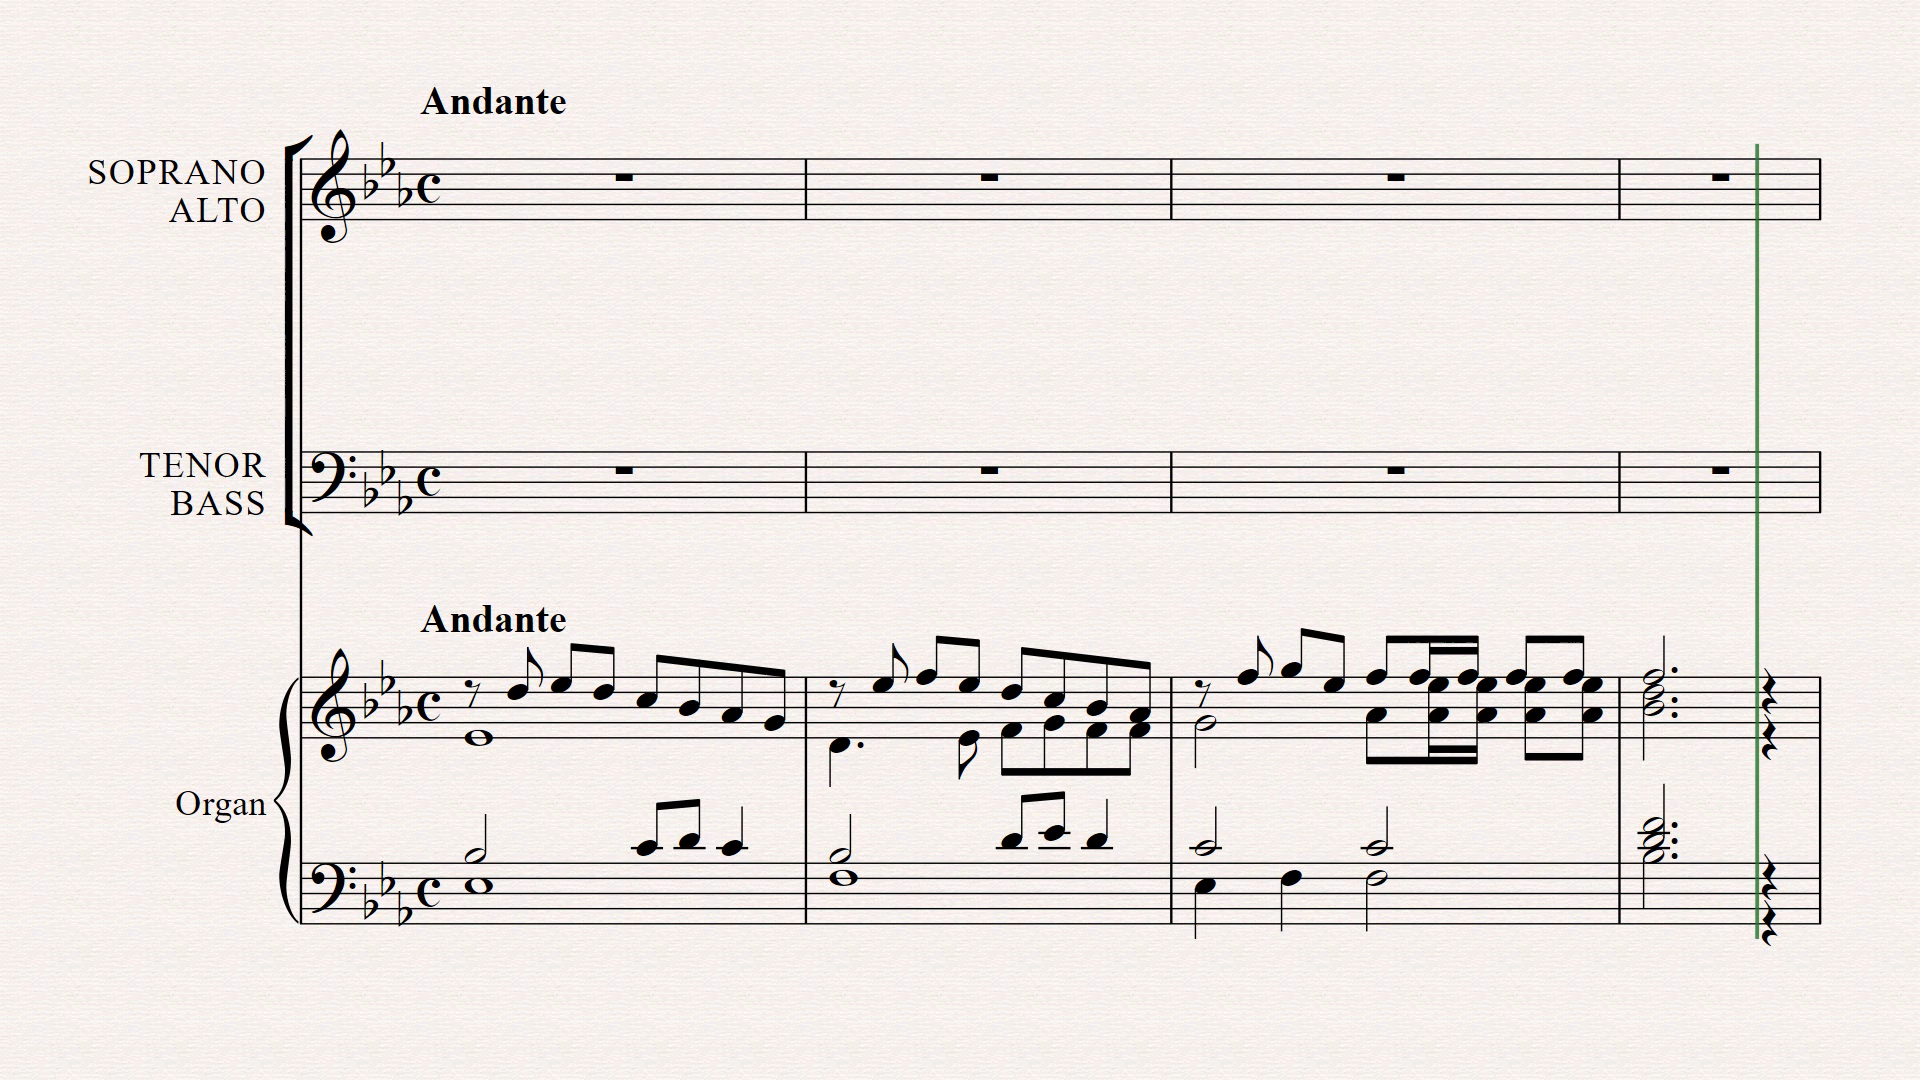 Andante
SOPRANO
ALTO
TENOR
BASS
Andante
Organ